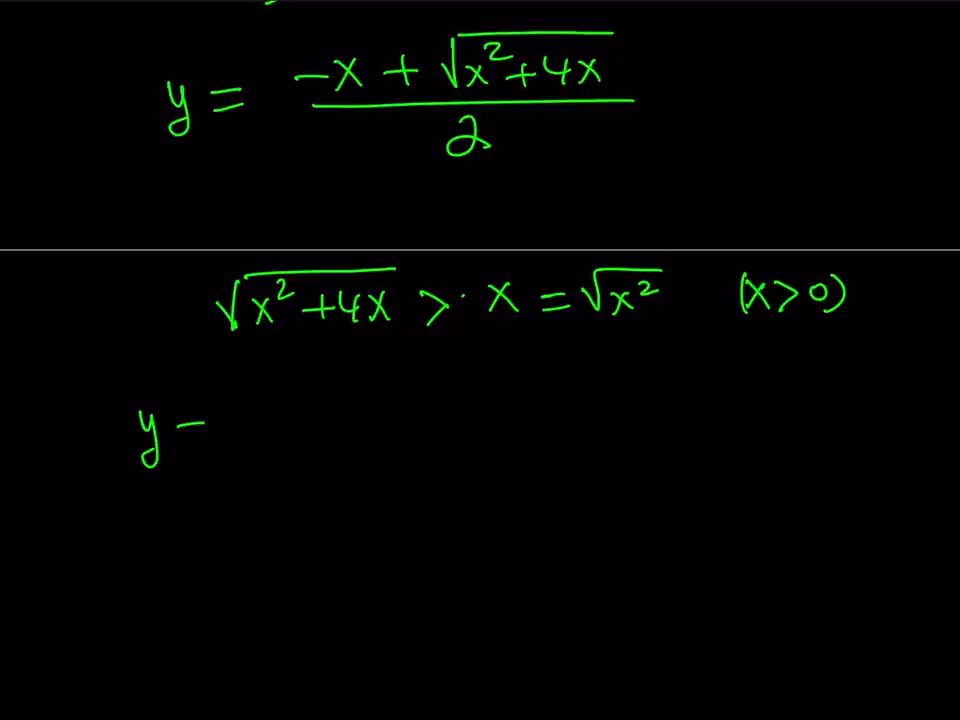 y = (-x + √(x² + 4x)) / 2
√(x² + 4x) > x = √(x²) (x > 0)
y -